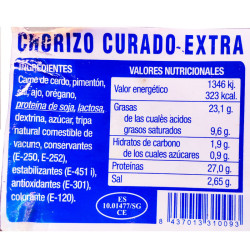 CHORIZO CURADO-EXTRA
INGREDIENTES
Carne de cerdo, pimentón,
sal, ajo, orégano,
proteína de soja, lactosa,
dextrina, azúcar, tripa
natural comestible de
vacuno, conservantes
(E-250, E-252),
estabilizantes (E-451 i),
antioxidantes (E-301),
colorante (E-120).
VALORES NUTRICIONALES
Valor energético 1346 kj.
323 kcal.
Grasas 23,1 g.
de las cuales ácidos
grasos saturados 9,6 g.
Hidratos de carbono 1,9 g.
de los cuales azúcares 0,9 g.
Proteínas 27,0 g.
Sal 2,65 g.
ES
10.01477/SG
CE
8 437013 310093